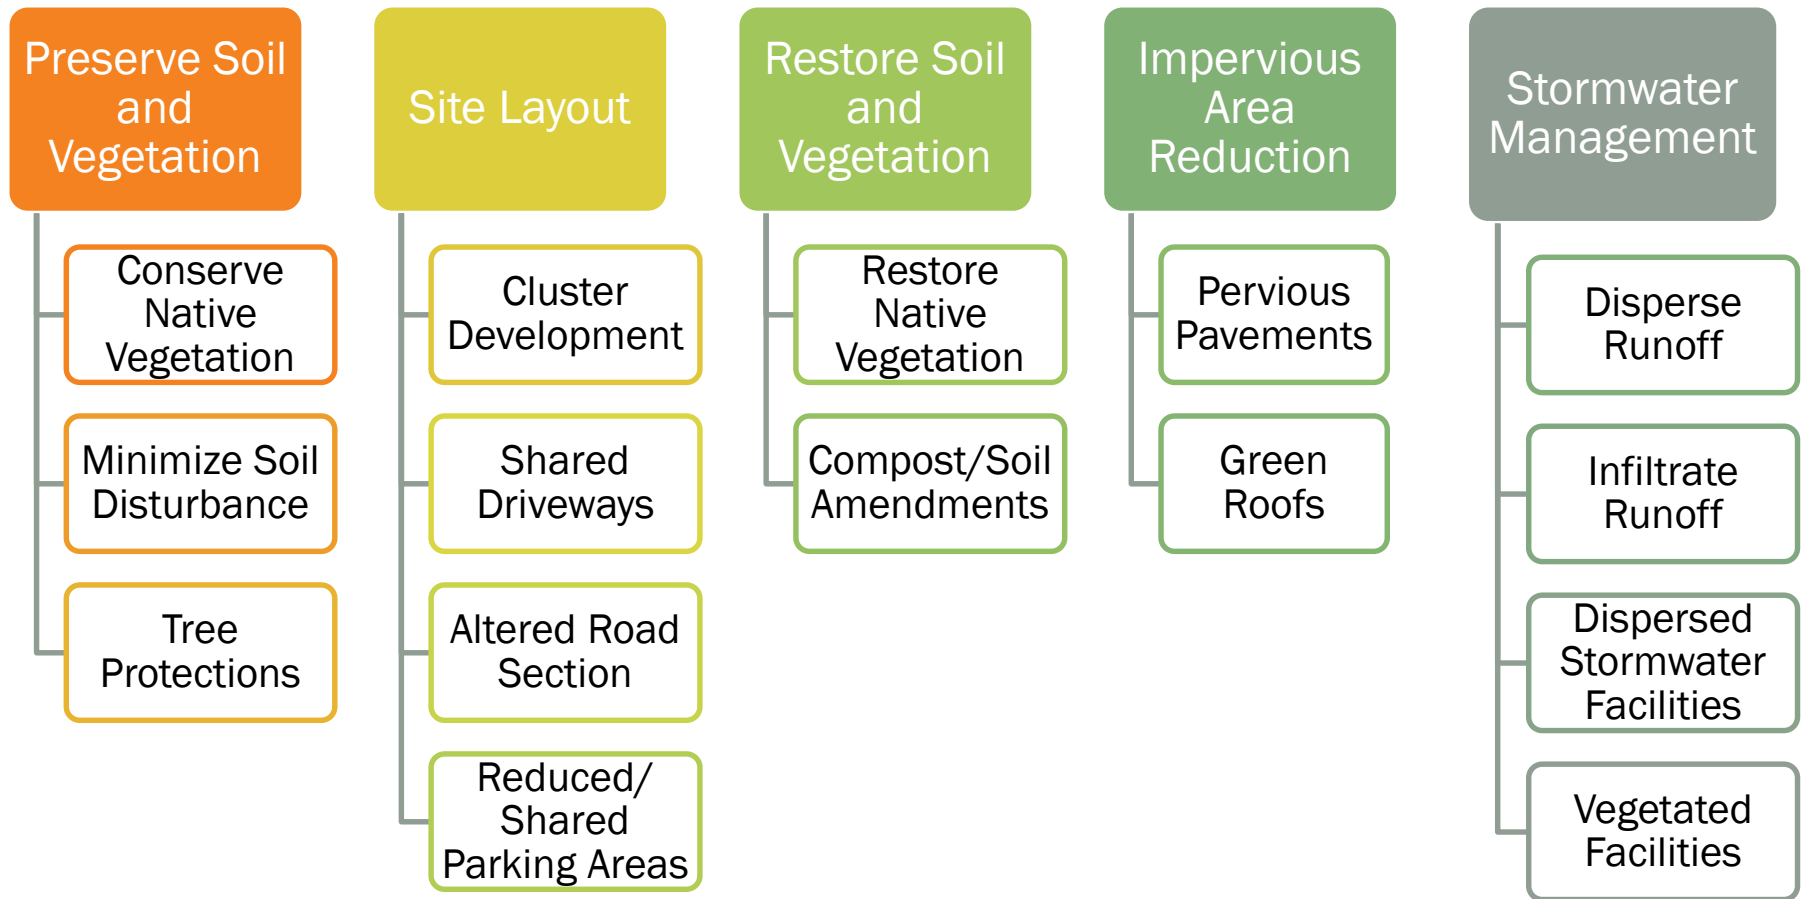 Preserve Soil
and
Vegetation
Conserve
Native
Vegetation
Minimize Soil
Disturbance
Tree
Protections
Site Layout
Cluster
Development
Shared
Driveways
Altered Road
Section
Reduced/
Shared
Parking Areas
Restore Soil
and
Vegetation
Restore
Native
Vegetation
Compost/Soil
Amendments
Impervious
Area
Reduction
Pervious
Pavements
Green
Roofs
Stormwater
Management
Disperse
Runoff
Infiltrate
Runoff
Dispersed
Stormwater
Facilities
Vegetated
Facilities